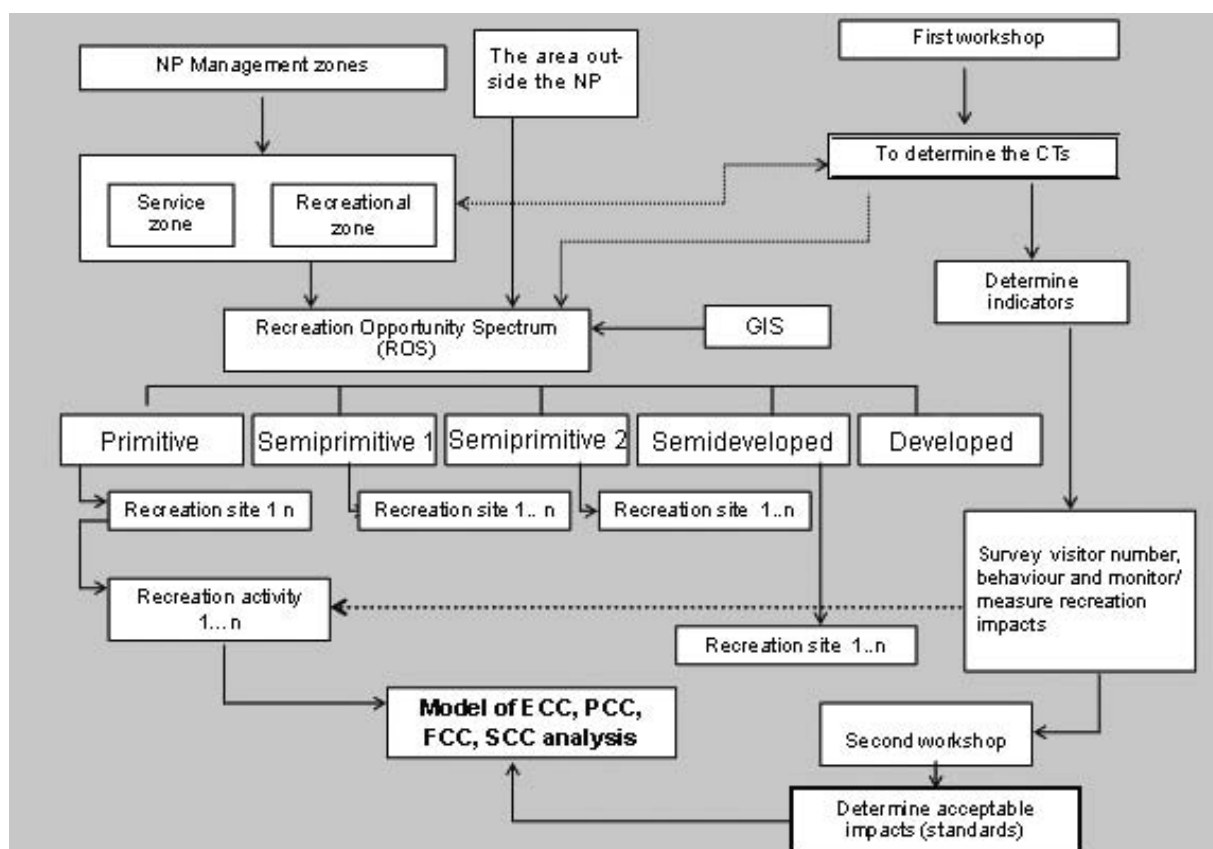 NP Management zones
The area out-
side the NP
First workshop
To determine the CTs
Service
zone
Recreational
zone
Determine
indicators
Recreation Opportunity Spectrum
(ROS)
GIS
Primitive
Semiprimitive 1
Semiprimitive 2
Semideveloped
Developed
Recreation site 1 n
Recreation site 1.. n
Recreation site 1..n
Survey visitor number,
behaviour and monitor/
measure recreation
impacts
Recreation activity
1...n
Recreation site 1..n
Model of ECC, PCC,
FCC, SCC analysis
Second workshop
Determine acceptable
impacts (standards)